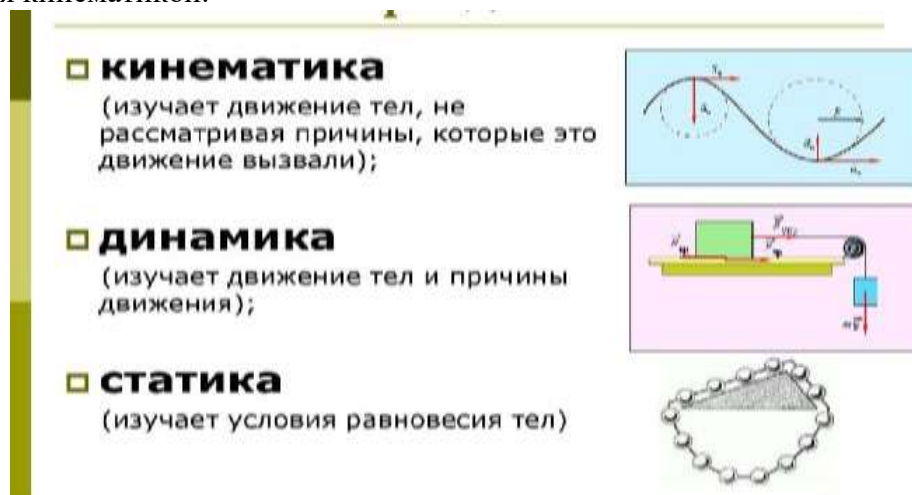 кинематика
(изучает движение тел, не
рассматривая причины, которые это
движение вызвали);
динамика
(изучает движение тел и причины
движения);
статика
(изучает условия равновесия тел)